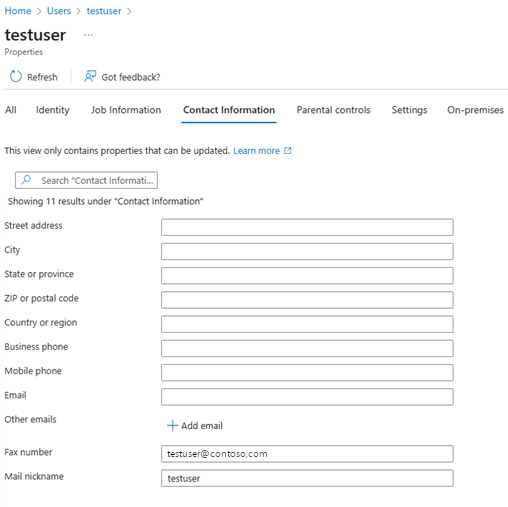 Home > Users > testuser >
testuser ...
Properties
Refresh Got feedback?
All Identity Job Information Contact Information Parental controls Settings On-premises
This view only contains properties that can be updated. Learn more
Search "Contact Informati...
Showing 11 results under "Contact Information"
Street address
City
State or province
ZIP or postal code
Country or region
Business phone
Mobile phone
Email
Other emails + Add email
Fax number testuser@contoso.com
Mail nickname testuser